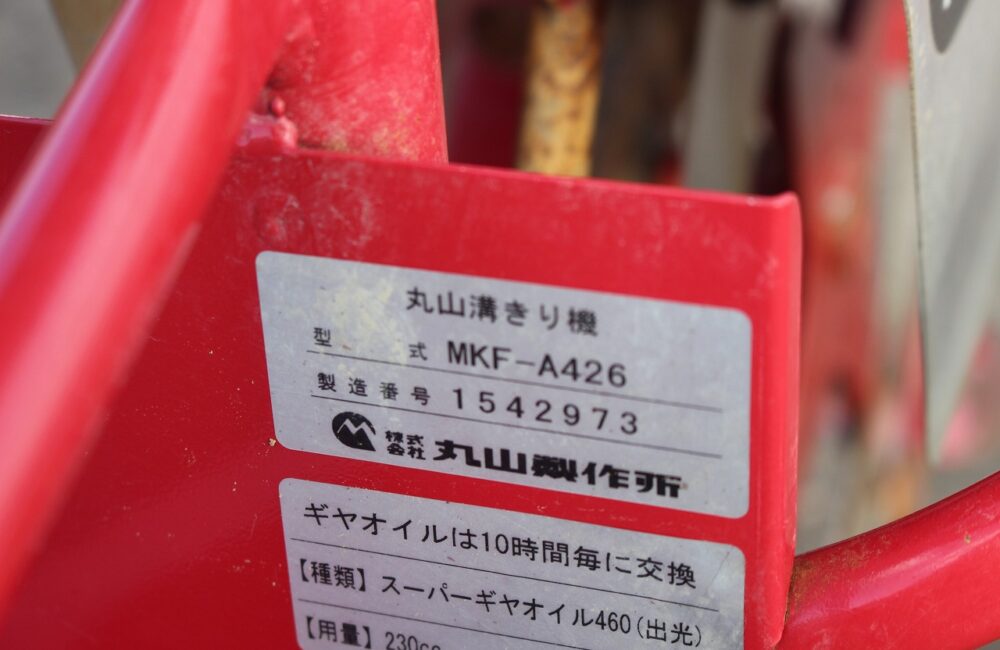 丸山溝きり機
型 式 MKF-A426
製造番号 1542973
株式会社 丸山製作所
ギヤオイルは10時間毎に交換
【種類】スーパーギヤオイル460(出光)
【用量】230cc